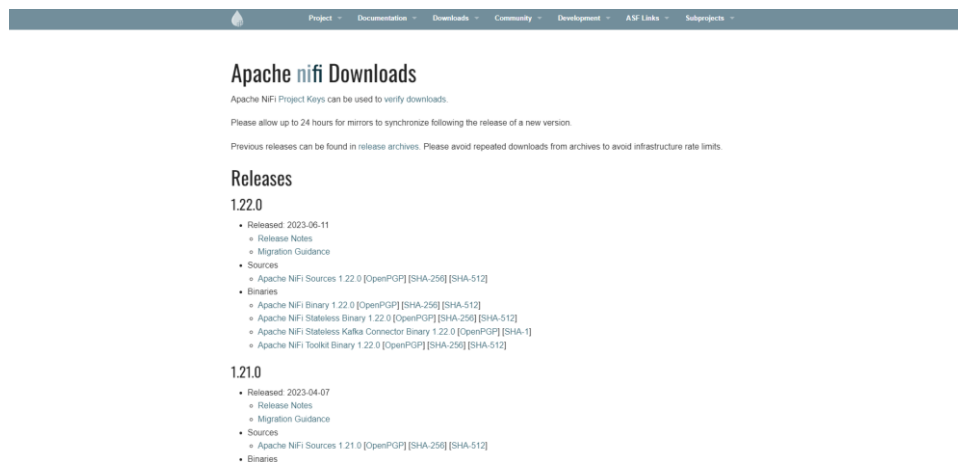 Project Documentation Downloads Community Development ASF Links Subprojects
Apache nifi Downloads
Apache NiFi Project Keys can be used to verify downloads.
Please allow up to 24 hours for mirrors to synchronize following the release of a new version.
Previous releases can be found in release archives. Please avoid repeated downloads from archives to avoid infrastructure rate limits.
Releases
1.22.0
Released: 2023-06-11
Release Notes
Migration Guidance
Sources
Apache NiFi Sources 1.22.0 [OpenPGP] [SHA-256] [SHA-512]
Binaries
Apache NiFi Binary 1.22.0 [OpenPGP] [SHA-256] [SHA-512]
Apache NiFi Stateless Binary 1.22.0 [OpenPGP] [SHA-256] [SHA-512]
Apache NiFi Stateless Kafka Connector Binary 1.22.0 [OpenPGP] [SHA-1]
Apache NiFi Toolkit Binary 1.22.0 [OpenPGP] [SHA-256] [SHA-512]
1.21.0
Released: 2023-04-07
Release Notes
Migration Guidance
Sources
Apache NiFi Sources 1.21.0 [OpenPGP] [SHA-256] [SHA-512]
Binaries